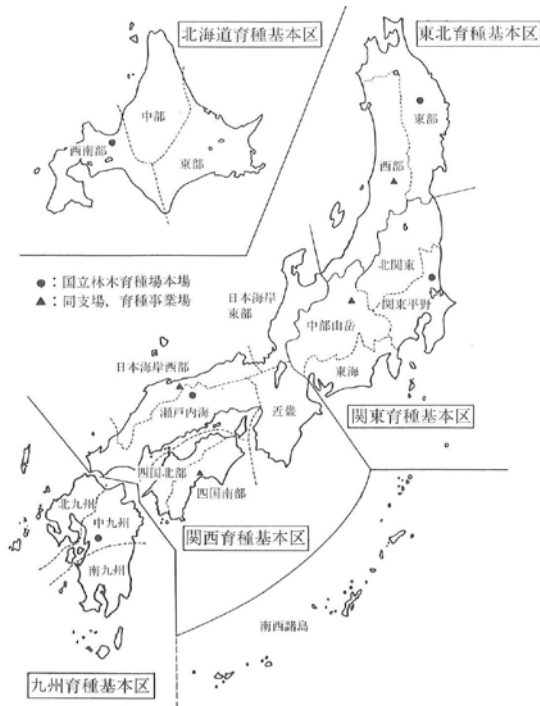 北海道育種基本区
東北育種基本区
中部
西南部
東部
東部
西部
●：国立林木育種場本場
▲：同支場，育種事業場
北関東
日本海岸
東部
関東平野
中部山岳
東海
日本海岸西部
瀬戸内海
近畿
関東育種基本区
四国北部
四国南部
北九州
中九州
関西育種基本区
南九州
南西諸島
九州育種基本区